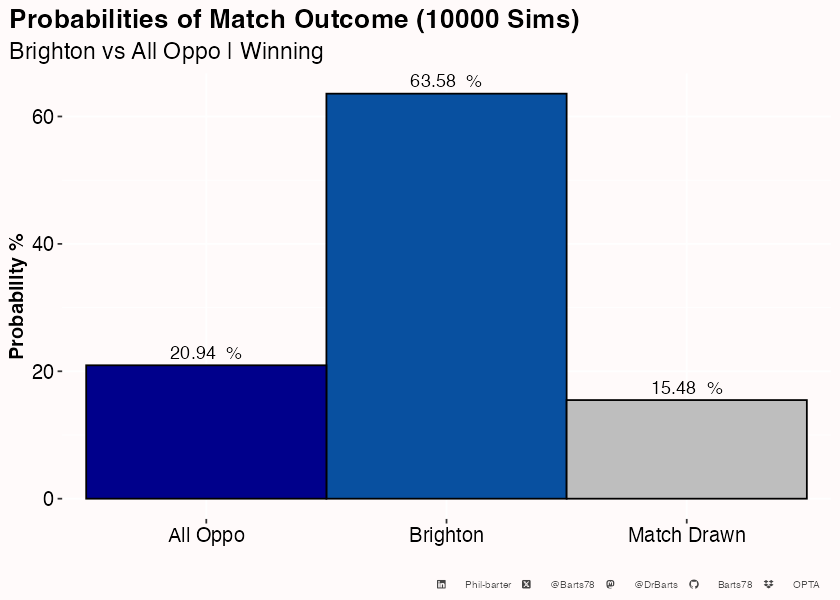 Probabilities of Match Outcome (10000 Sims)
Brighton vs All Oppo | Winning
63.58 %
60
Probability %
40
20.94 %
20
15.48 %
0
All Oppo Brighton Match Drawn
Phil-barter @Barts78 @DrBarts Barts78 OPTA